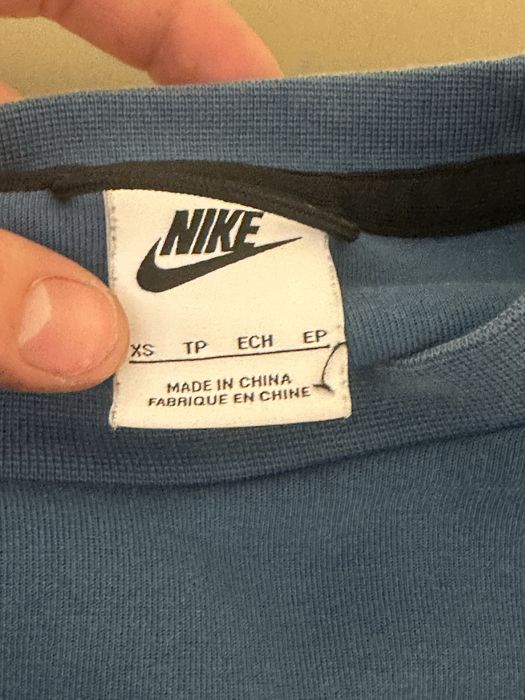 NIKE
XS TP ECH EP
MADE IN CHINA
FABRIQUE EN CHINE